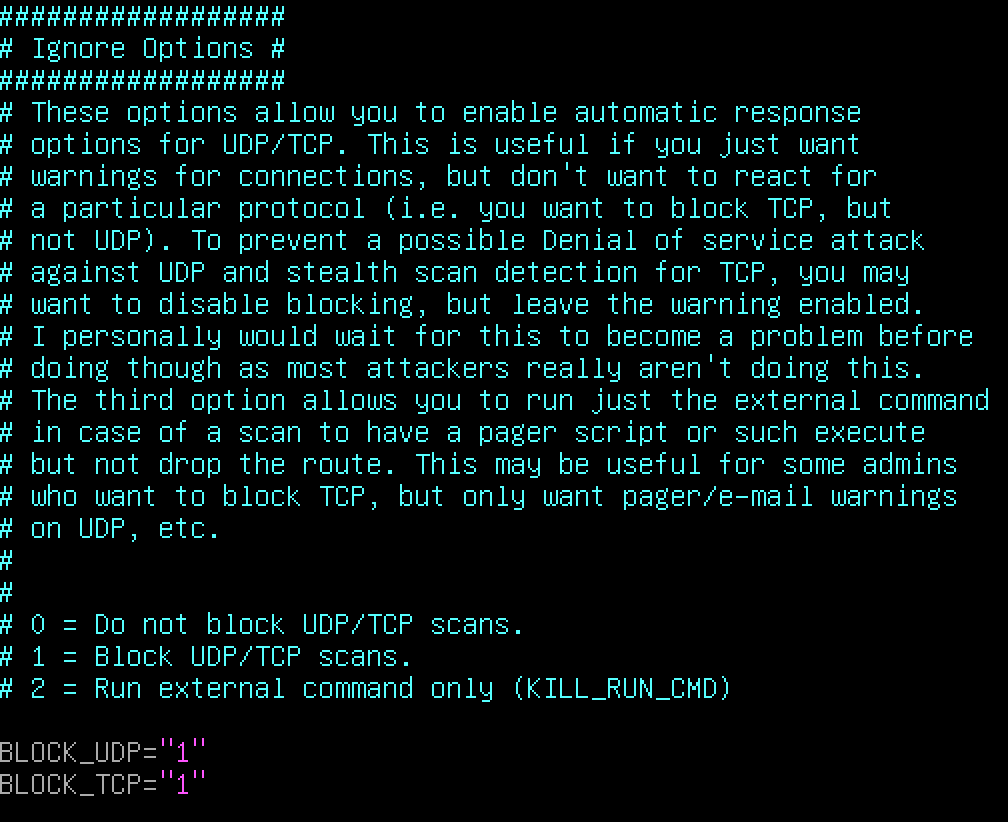 ##################
# Ignore Options #
##################
# These options allow you to enable automatic response
# options for UDP/TCP. This is useful if you just want
# warnings for connections, but don't want to react for
# a particular protocol (i.e. you want to block TCP, but
# not UDP). To prevent a possible Denial of service attack
# against UDP and stealth scan detection for TCP, you may
# want to disable blocking, but leave the warning enabled.
# I personally would wait for this to become a problem before
# doing though as most attackers really aren't doing this.
# The third option allows you to run just the external command
# in case of a scan to have a pager script or such execute
# but not drop the route. This may be useful for some admins
# who want to block TCP, but only want pager/e-mail warnings
# on UDP, etc.
#
#
# 0 = Do not block UDP/TCP scans.
# 1 = Block UDP/TCP scans.
# 2 = Run external command only (KILL_RUN_CMD)

BLOCK_UDP="1"
BLOCK_TCP="1"